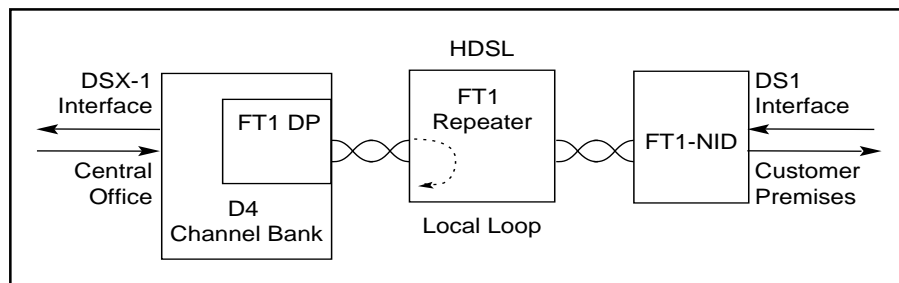 HDSL
DSX-1
Interface
Central
Office
FT1 DP
D4
Channel Bank
FT1
Repeater
Local Loop
FT1-NID
DS1
Interface
Customer
Premises